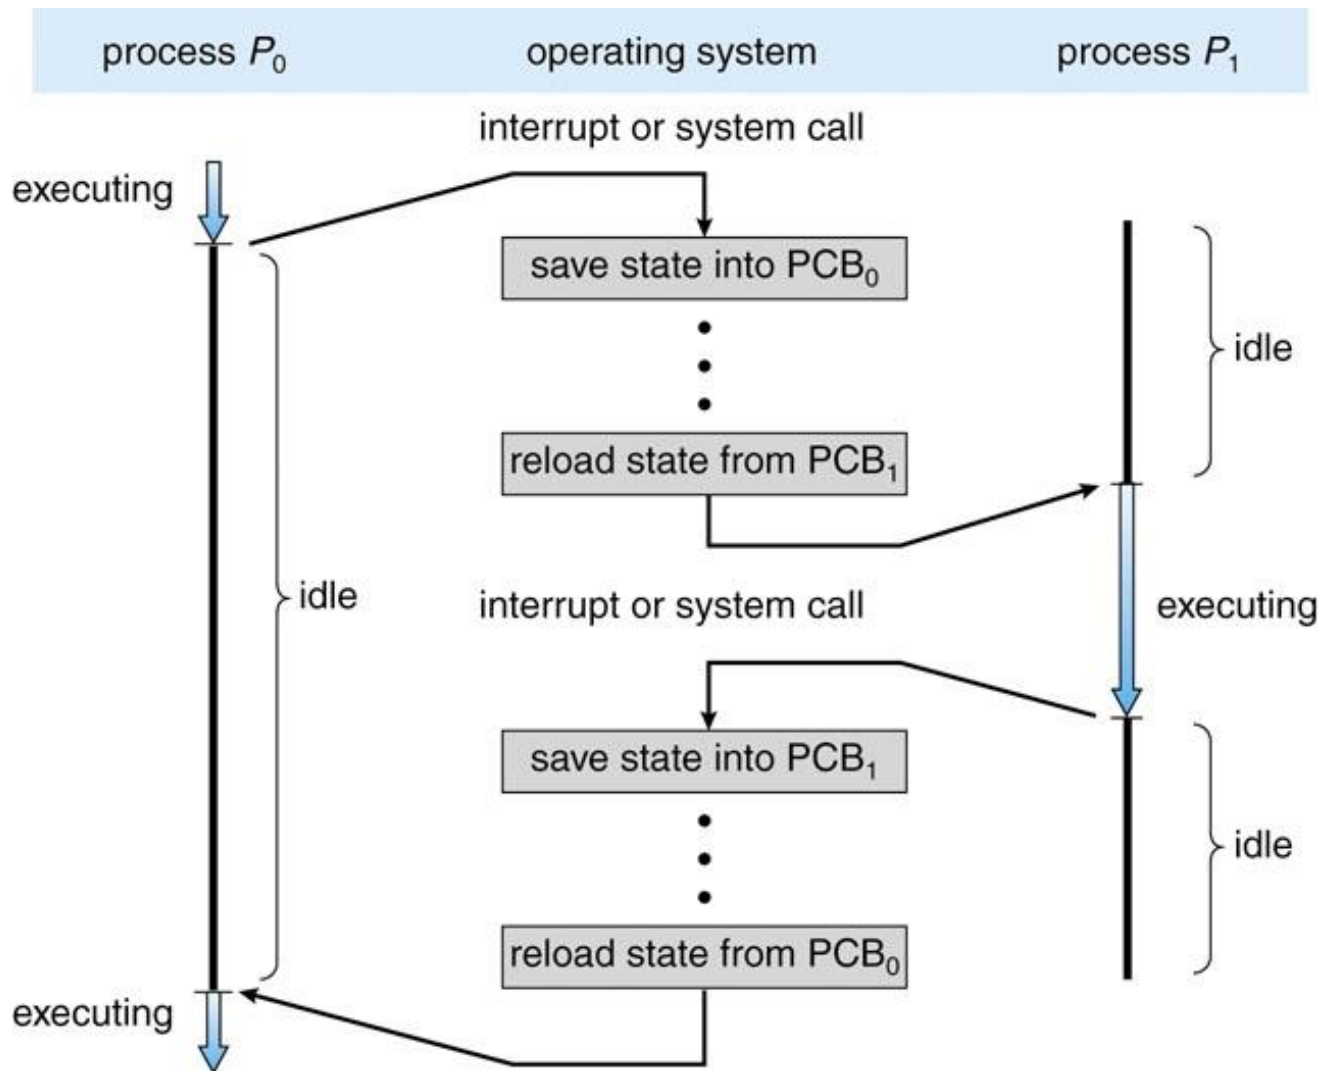 process P₀ operating system process P₁
interrupt or system call
executing
save state into PCB₀
idle
reload state from PCB₁
idle
interrupt or system call
executing
save state into PCB₁
idle
reload state from PCB₀
executing